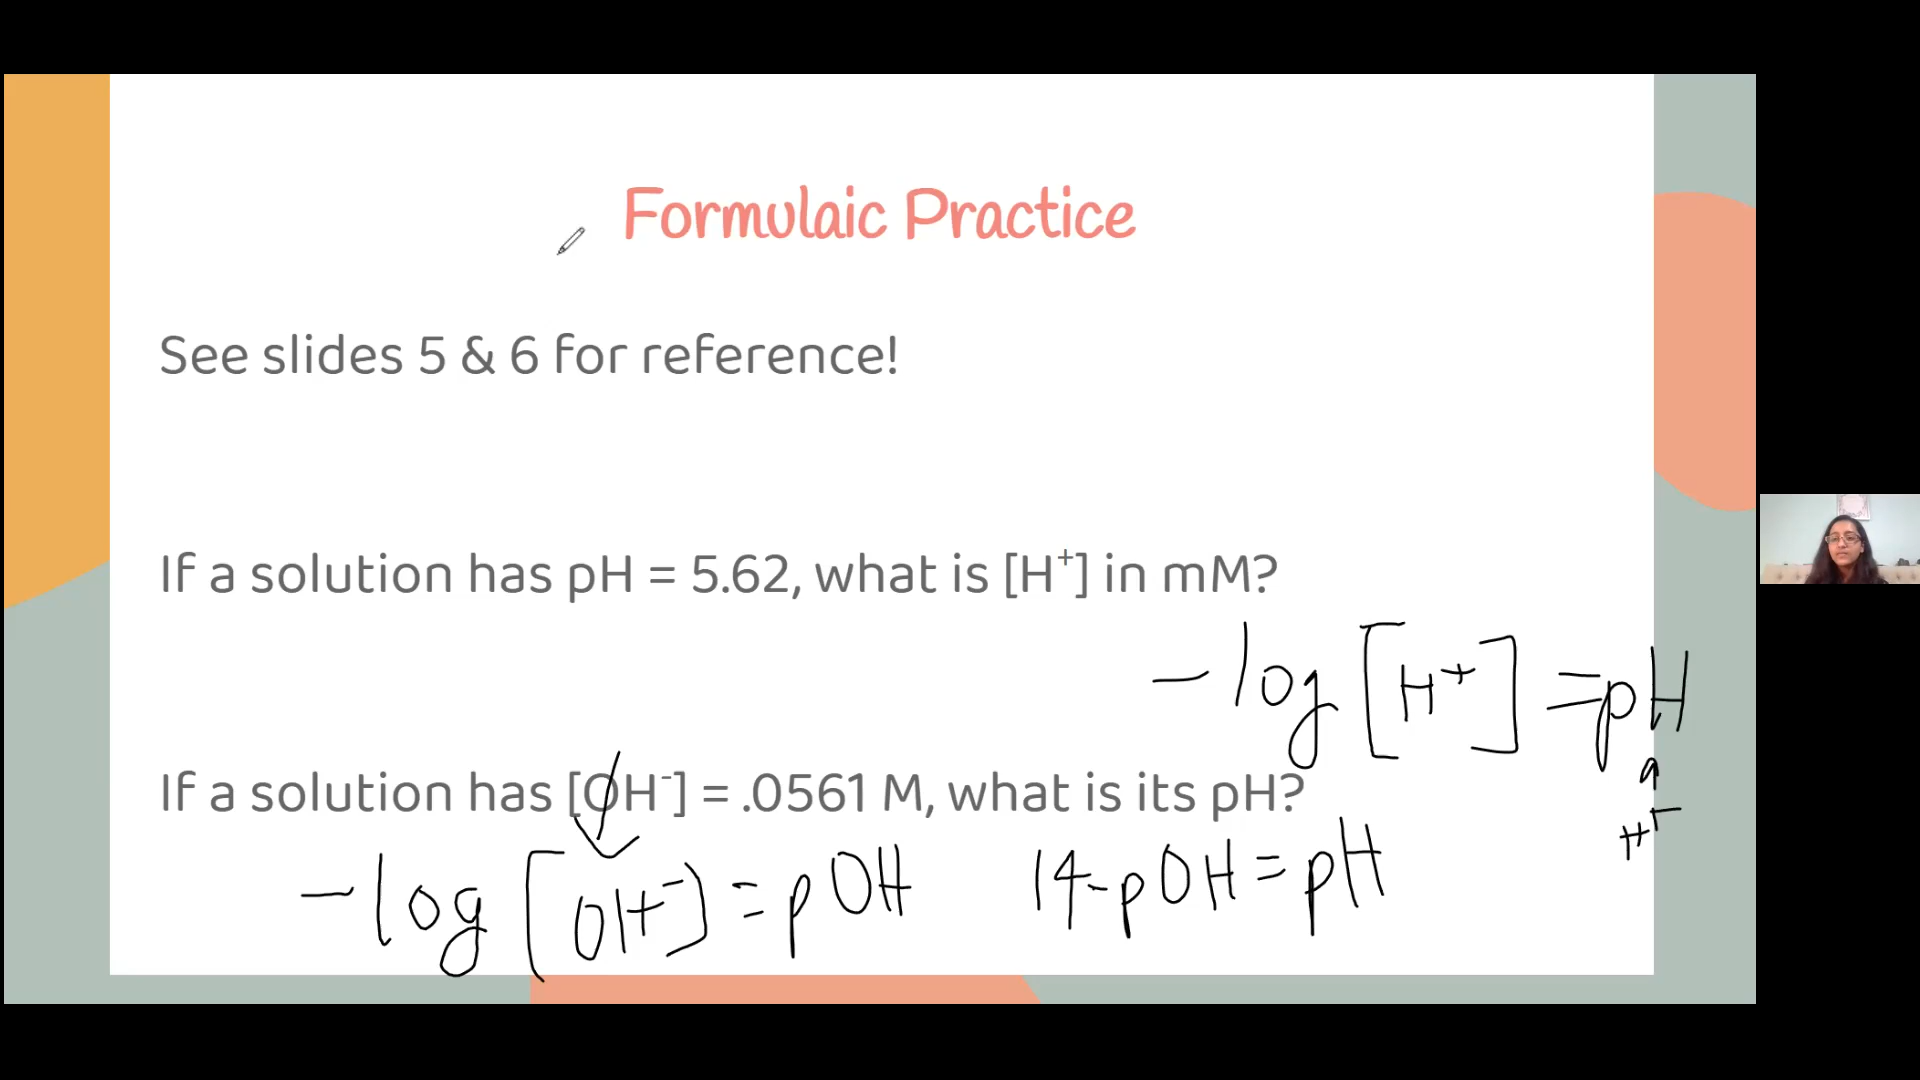 Formulaic Practice
See slides 5 & 6 for reference!
If a solution has pH = 5.62, what is [H⁺] in mM?
-log [H⁺] = pH
If a solution has [OH⁻] = .0561 M, what is its pH?
-log [OH⁻] = pOH
14-pOH = pH